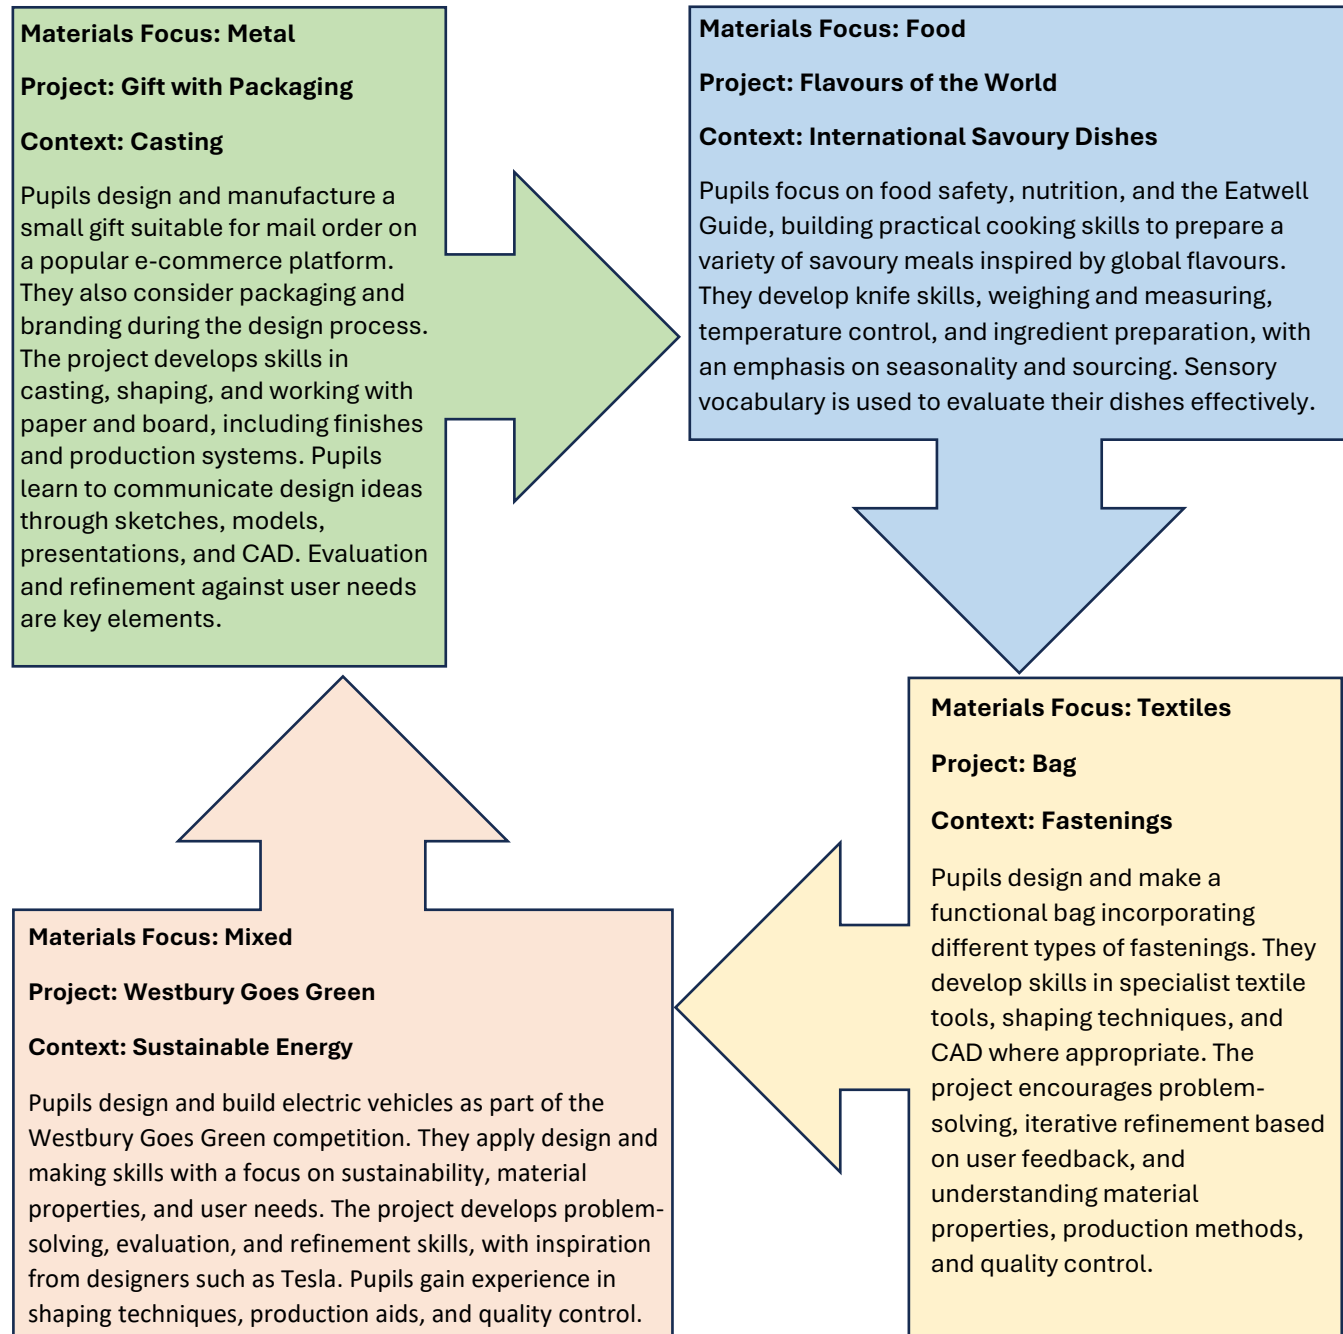 Materials Focus: Metal
Project: Gift with Packaging
Context: Casting
Pupils design and manufacture a
small gift suitable for mail order on
a popular e-commerce platform.
They also consider packaging and
branding during the design process.
The project develops skills in
casting, shaping, and working with
paper and board, including finishes
and production systems. Pupils
learn to communicate design ideas
through sketches, models,
presentations, and CAD. Evaluation
and refinement against user needs
are key elements.
Materials Focus: Food
Project: Flavours of the World
Context: International Savoury Dishes
Pupils focus on food safety, nutrition, and the Eatwell
Guide, building practical cooking skills to prepare a
variety of savoury meals inspired by global flavours.
They develop knife skills, weighing and measuring,
temperature control, and ingredient preparation, with
an emphasis on seasonality and sourcing. Sensory
vocabulary is used to evaluate their dishes effectively.
Materials Focus: Textiles
Project: Bag
Context: Fastenings
Pupils design and make a
functional bag incorporating
different types of fastenings. They
develop skills in specialist textile
tools, shaping techniques, and
CAD where appropriate. The
project encourages problem-
solving, iterative refinement based
on user feedback, and
understanding material
properties, production methods,
and quality control.
Materials Focus: Mixed
Project: Westbury Goes Green
Context: Sustainable Energy
Pupils design and build electric vehicles as part of the
Westbury Goes Green competition. They apply design and
making skills with a focus on sustainability, material
properties, and user needs. The project develops problem-
solving, evaluation, and refinement skills, with inspiration
from designers such as Tesla. Pupils gain experience in
shaping techniques, production aids, and quality control.